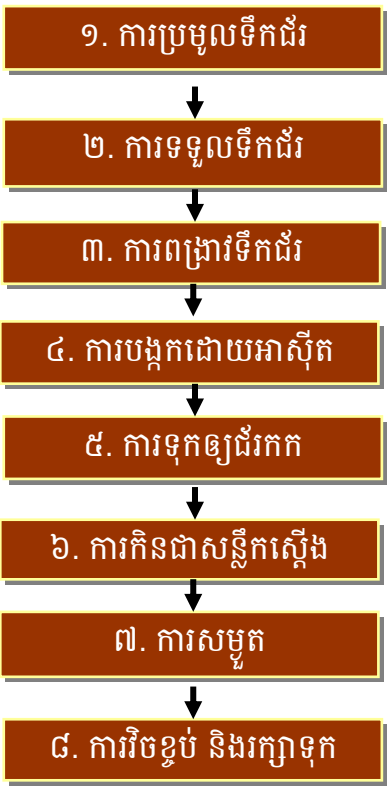 ១. ការប្រមូលទឹកជ័រ
២. ការទទួលទឹកជ័រ
៣. ការពង្រាវទឹកជ័រ
៤. ការបង្កកដោយអាស៊ីត
៥. ការទុកឲ្យជ័រកក
៦. ការកិនជាសន្លឹកស្ដើង
៧. ការសម្ងួត
៨. ការវិចខ្ចប់ និងរក្សាទុក